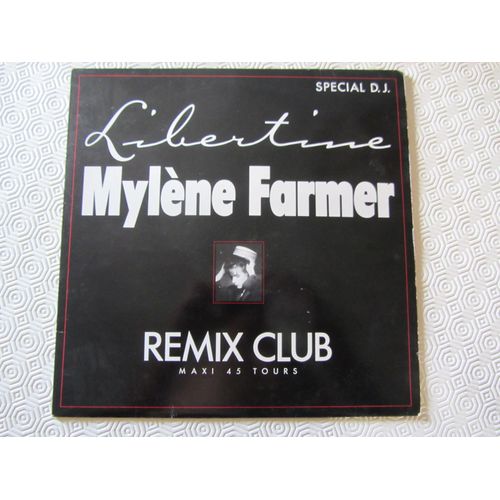 SPECIAL D.J.
Libertine
Mylène Farmer
REMIX CLUB
MAXI 45 TOURS